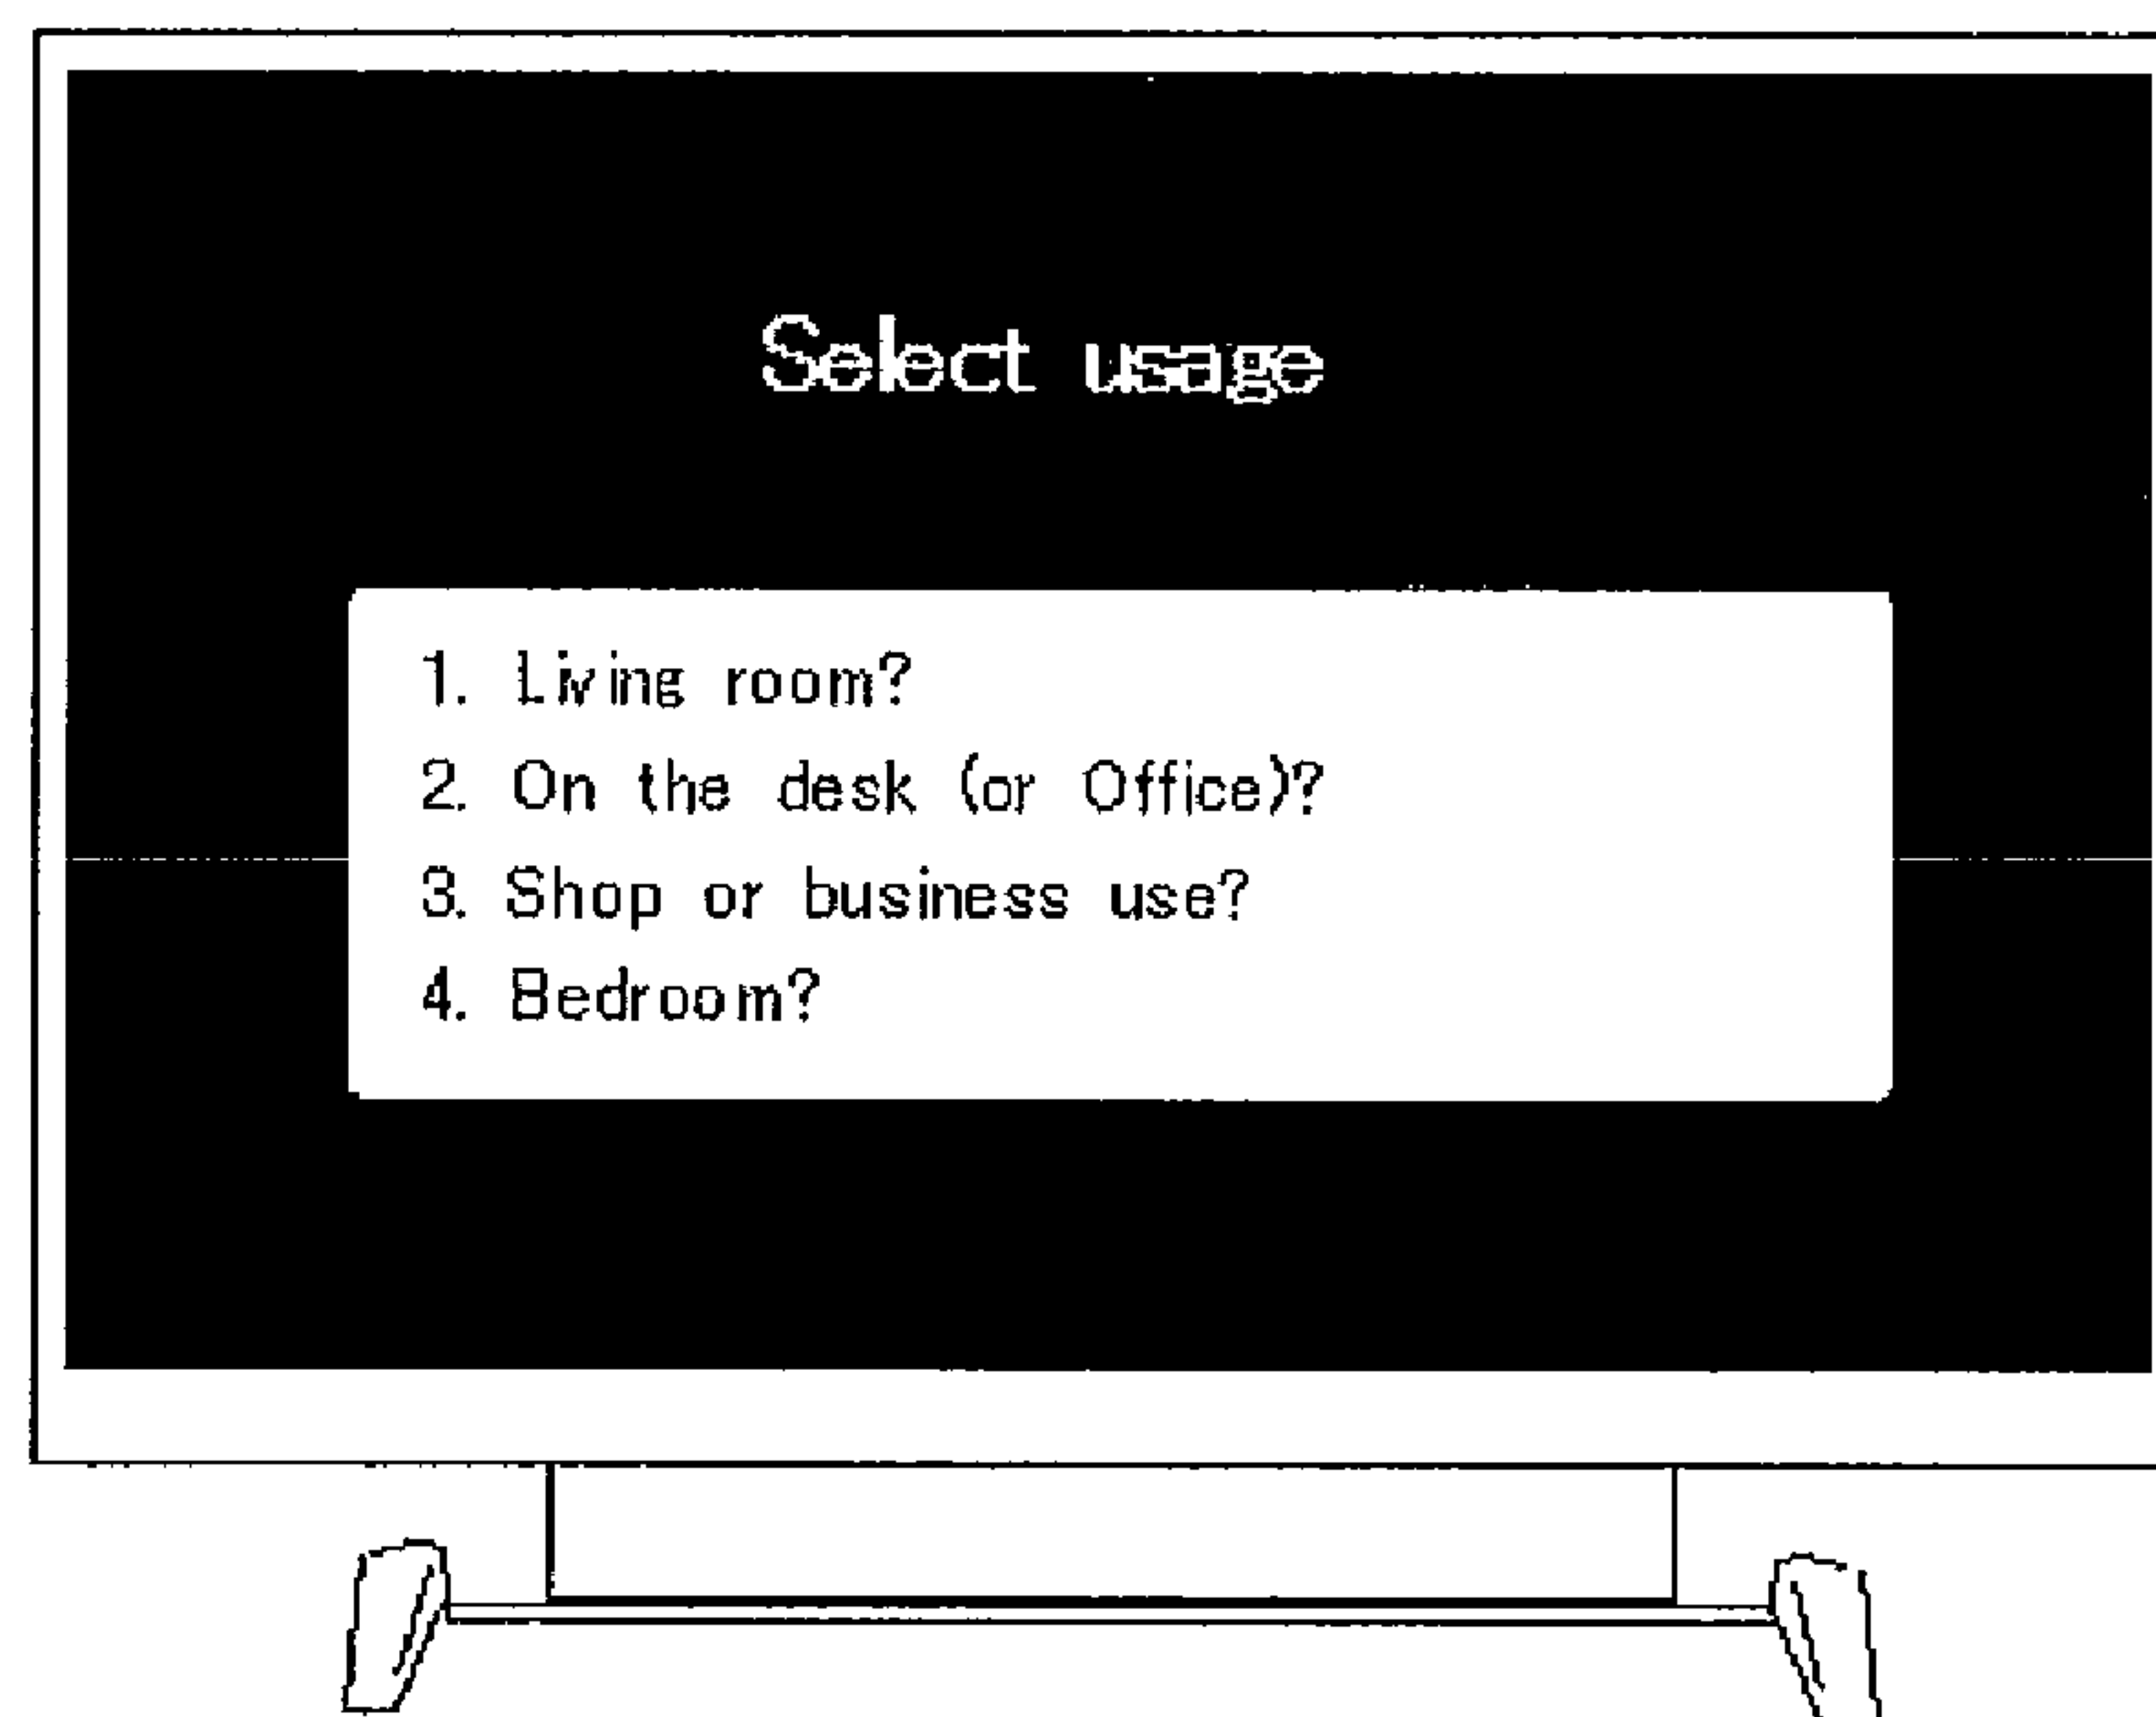 Select usage
1. Living room?
2. On the desk (or Office)?
3. Shop or business use?
4. Bedroom?